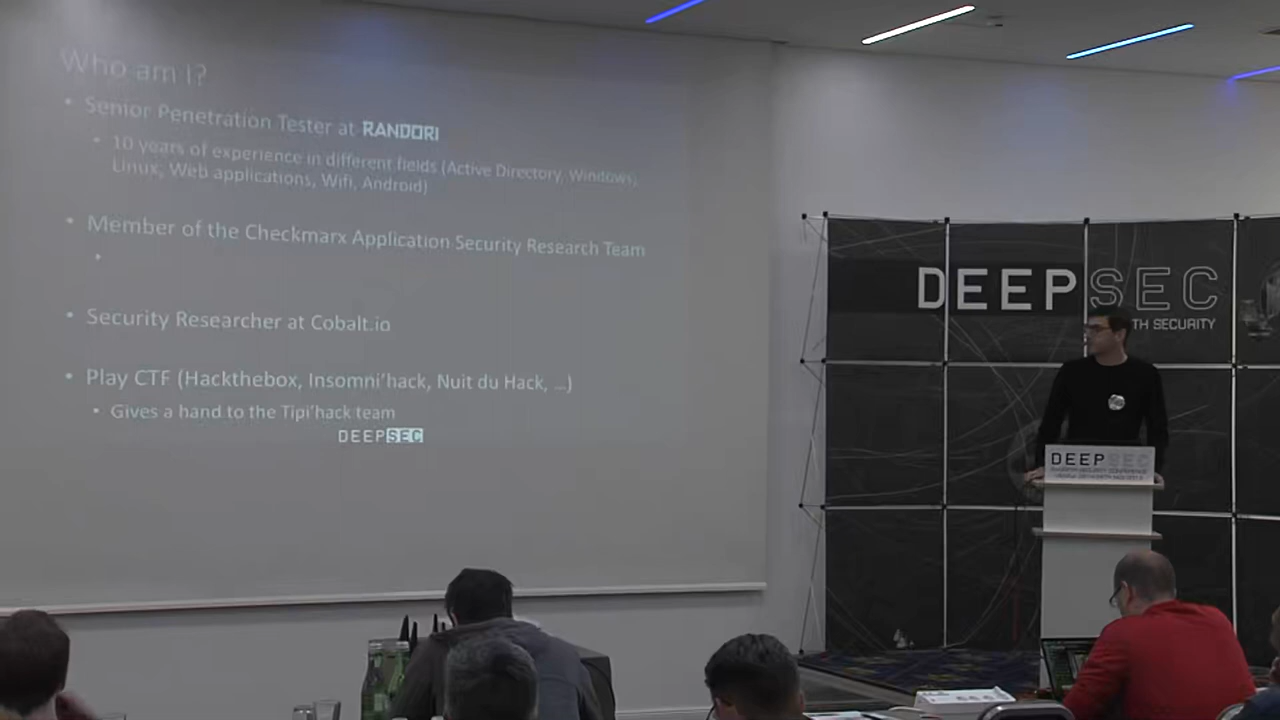 Who am I?
• Senior Penetration Tester at RANDORI
• 10 years of experience in different fields (Active Directory, Windows,
Linux, Web applications, Wifi, Android)
• Member of the Checkmarx Application Security Research Team
• Security Researcher at Cobalt.io
• Play CTF (Hackthebox, Insomni'hack, Nuit du Hack, ...)
• Gives a hand to the Tipi'hack team
DEEPSEC
DEEPSEC
TH SECURITY
DEEPSEC